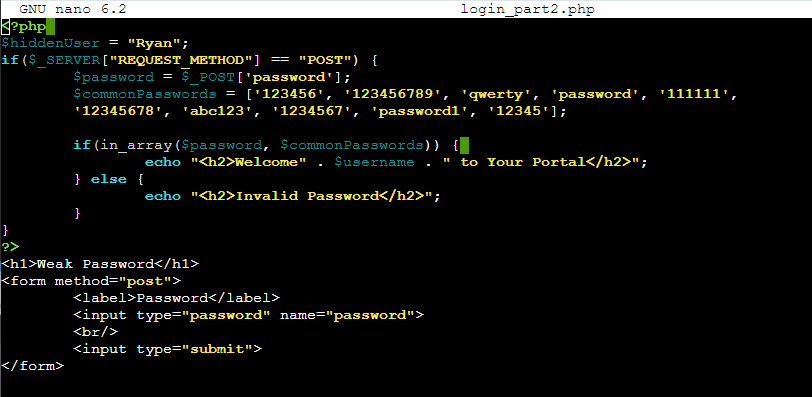 GNU nano 6.2 login_part2.php
<?php
$hiddenUser = "Ryan";
if($_SERVER["REQUEST_METHOD"] == "POST") {
$password = $_POST['password'];
$commonPasswords = ['123456', '123456789', 'qwerty', 'password', '111111',
'12345678', 'abc123', '1234567', 'password1', '12345'];
if(in_array($password, $commonPasswords)) {
echo "<h2>Welcome" . $username . " to Your Portal</h2>";
} else {
echo "<h2>Invalid Password</h2>";
}
}
?>
<h1>Weak Password</h1>
<form method="post">
<label>Password</label>
<input type="password" name="password">
<br/>
<input type="submit">
</form>